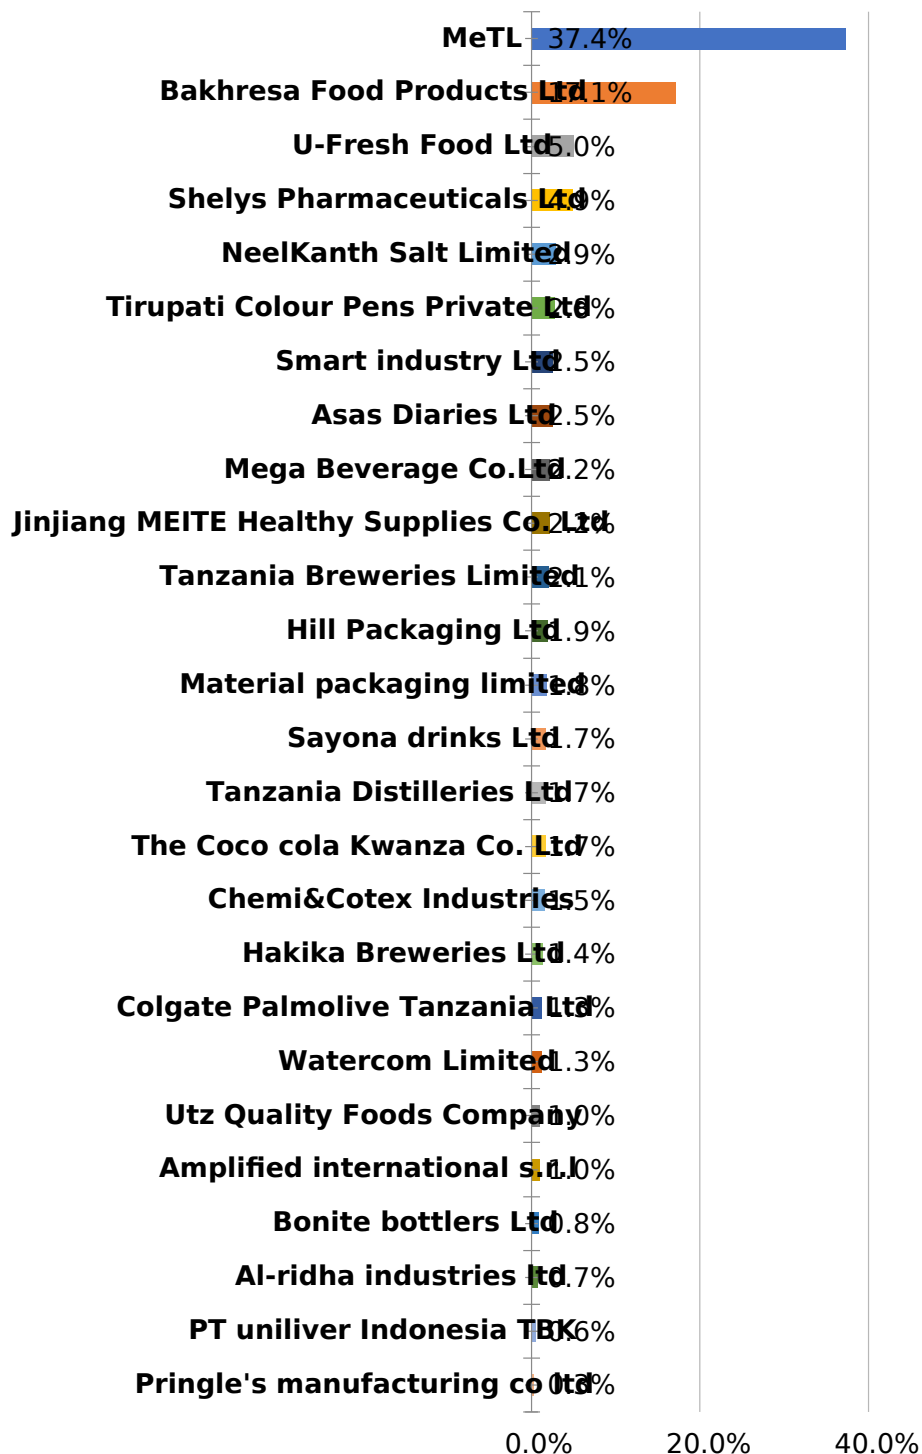 MeTL 37.4%
Bakhresa Food Products Ltd 17.1%
U-Fresh Food Ltd 5.0%
Shelys Pharmaceuticals Ltd 4.9%
NeelKanth Salt Limited 2.9%
Tirupati Colour Pens Private Ltd 2.8%
Smart industry Ltd 2.5%
Asas Diaries Ltd 2.5%
Mega Beverage Co.Ltd 2.2%
Jinjiang MEITE Healthy Supplies Co. Ltd 2.2%
Tanzania Breweries Limited 2.1%
Hill Packaging Ltd 1.9%
Material packaging limited 1.8%
Sayona drinks Ltd 1.7%
Tanzania Distilleries Ltd 1.7%
The Coco cola Kwanza Co. Ltd 1.7%
Chemi&Cotex Industries 1.5%
Hakika Breweries Ltd 1.4%
Colgate Palmolive Tanzania Ltd 1.3%
Watercom Limited 1.3%
Utz Quality Foods Company 1.0%
Amplified international s.r.l 1.0%
Bonite bottlers Ltd 0.8%
Al-ridha industries ltd 0.7%
PT uniliver Indonesia TBK 0.6%
Pringle's manufacturing co ltd 0.3%
0.0% 20.0% 40.0%